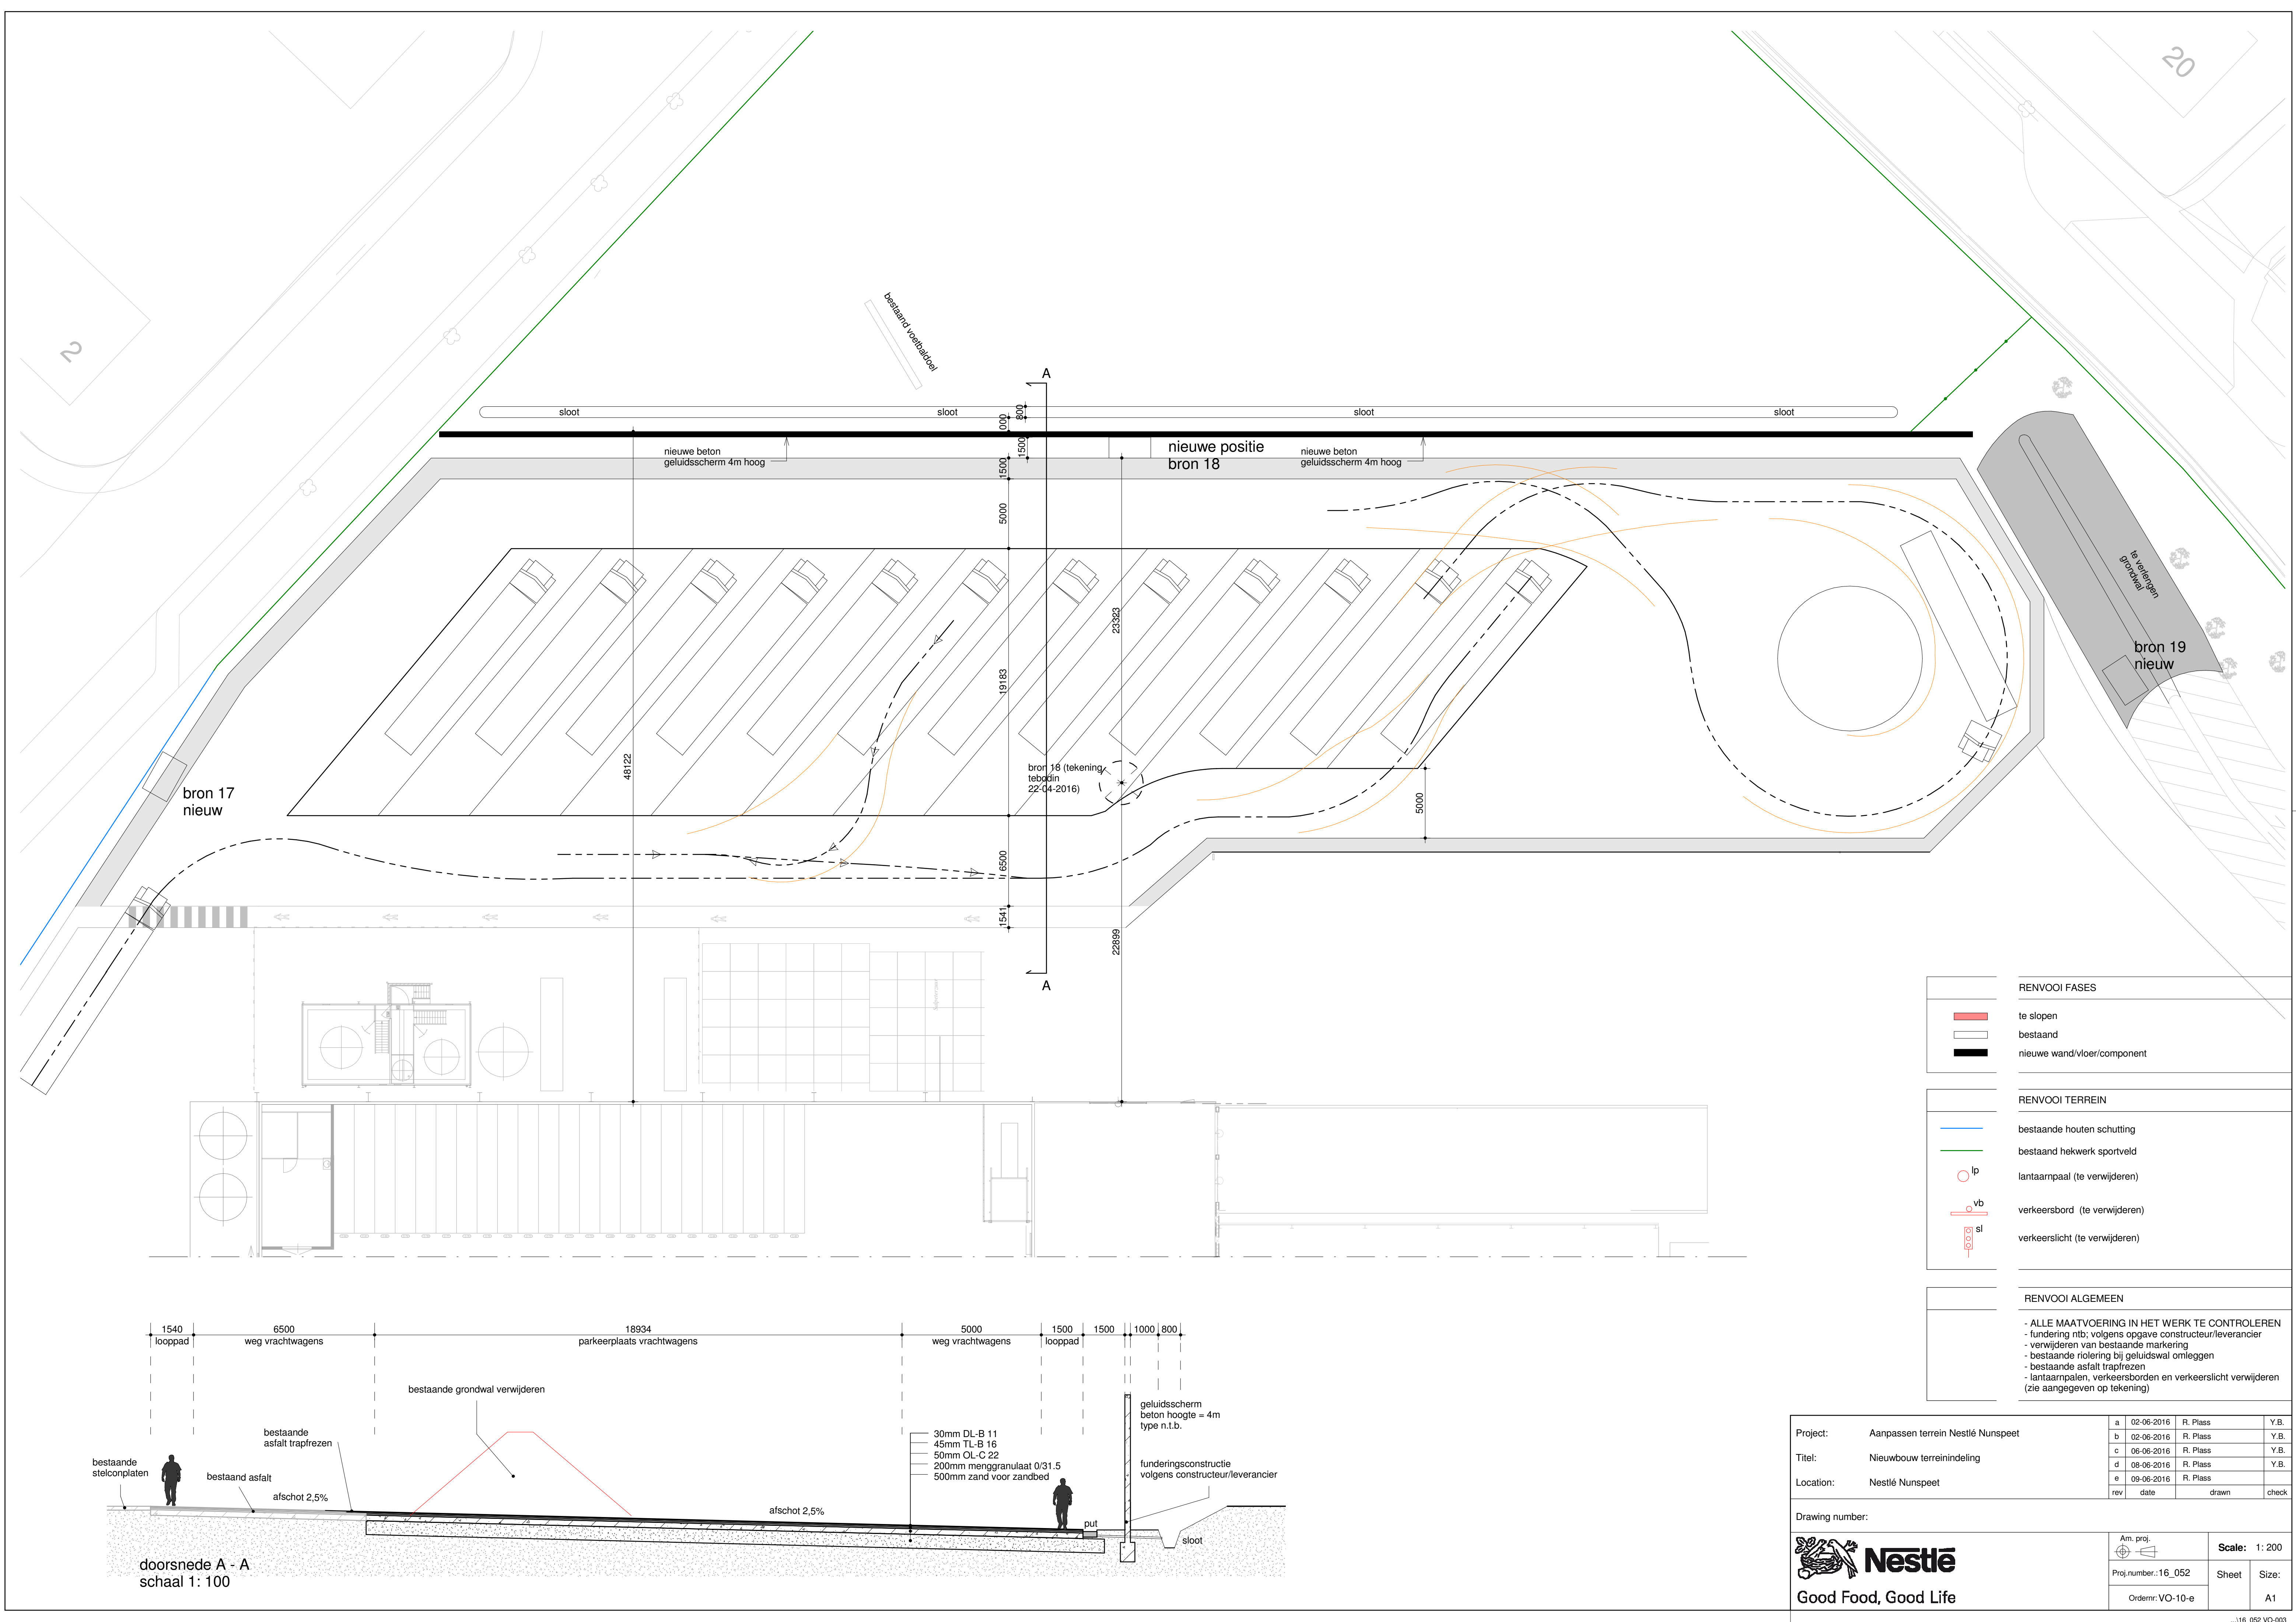 2
20
bestaand voetbaldoel
A
sloot
sloot
sloot
sloot
800
000
1500
nieuwe beton
geluidsscherm 4m hoog
nieuwe positie
bron 18
nieuwe beton
geluidsscherm 4m hoog
1500
5000
te verlengen
grondwal
23323
bron 19
nieuw
19183
48122
bron 18 (tekening
tebodin
22-04-2016)
bron 17
nieuw
5000
6500
1541
22899
A
RENVOOI FASES
te slopen
bestaand
nieuwe wand/vloer/component
RENVOOI TERREIN
bestaande houten schutting
bestaand hekwerk sportveld
lp
lantaarnpaal (te verwijderen)
vb
verkeersbord (te verwijderen)
sl
verkeerslicht (te verwijderen)
RENVOOI ALGEMEEN
- ALLE MAATVOERING IN HET WERK TE CONTROLEREN
- fundering ntb; volgens opgave constructeur/leverancier
- verwijderen van bestaande markering
- bestaande riolering bij geluidswal omleggen
- bestaande asfalt trapfrezen
- lantaarnpalen, verkeersborden en verkeerslicht verwijderen
(zie aangegeven op tekening)
1540 6500 18934 5000 1500 1500 1000 800
looppad weg vrachtwagens parkeerplaats vrachtwagens weg vrachtwagens looppad
bestaande grondwal verwijderen
geluidsscherm
beton hoogte = 4m
type n.t.b.
bestaande
asfalt trapfrezen
30mm DL-B 11
45mm TL-B 16
50mm OL-C 22
200mm menggranulaat 0/31.5
500mm zand voor zandbed
bestaande
stelconplaten
bestaand asfalt
funderingsconstructie
volgens constructeur/leverancier
afschot 2,5%
afschot 2,5%
put
sloot
doorsnede A - A
schaal 1: 100
Project: Aanpassen terrein Nestlé Nunspeet
Titel: Nieuwbouw terreinindeling
Location: Nestlé Nunspeet
a 02-06-2016 R. Plass Y.B.
b 02-06-2016 R. Plass Y.B.
c 06-06-2016 R. Plass Y.B.
d 08-06-2016 R. Plass Y.B.
e 09-06-2016 R. Plass
rev date drawn check
Drawing number:
Nestlé
Good Food, Good Life
Am. proj.
Scale: 1: 200
Proj.number.: 16_052
Sheet Size:
Ordernr: VO-10-e
A1
...\16_052 VO-003